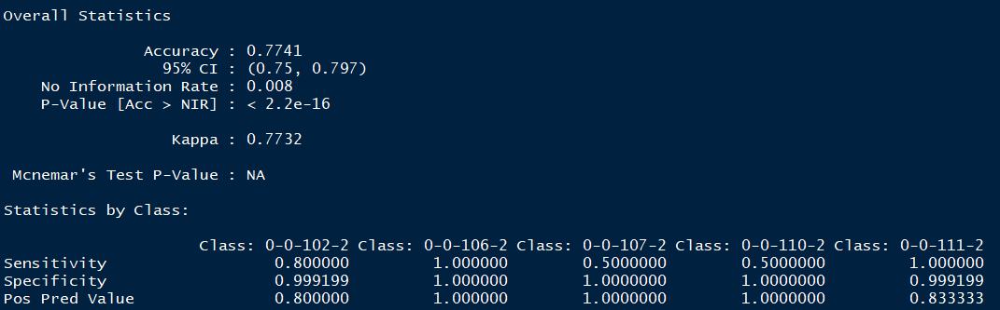 Overall Statistics
Accuracy : 0.7741
95% CI : (0.75, 0.797)
No Information Rate : 0.008
P-Value [Acc > NIR] : < 2.2e-16
Kappa : 0.7732
Mcnemar's Test P-Value : NA
Statistics by Class:
Class: 0-0-102-2 Class: 0-0-106-2 Class: 0-0-107-2 Class: 0-0-110-2 Class: 0-0-111-2
Sensitivity 0.800000 1.000000 0.5000000 0.5000000 1.000000
Specificity 0.999199 1.000000 1.0000000 1.0000000 0.999199
Pos Pred Value 0.800000 1.000000 1.0000000 1.0000000 0.833333